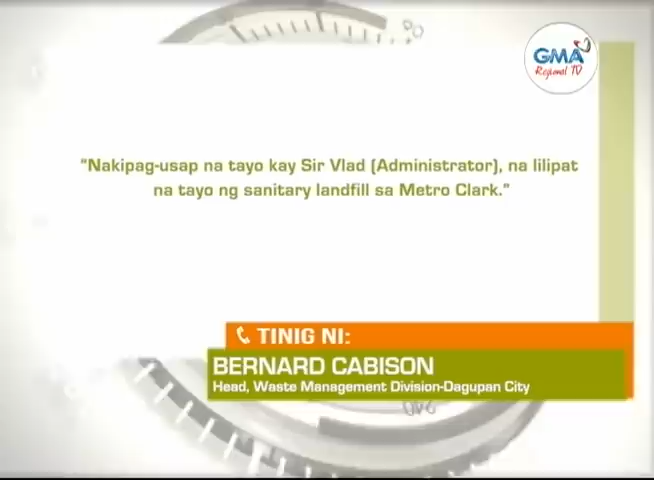 GMA
Regional TV
"Nakipag-usap na tayo kay Sir Vlad (Administrator), na lilipat
na tayo ng sanitary landfill sa Metro Clark."
TINIG NI:
BERNARD CABISON
Head, Waste Management Division-Dagupan City